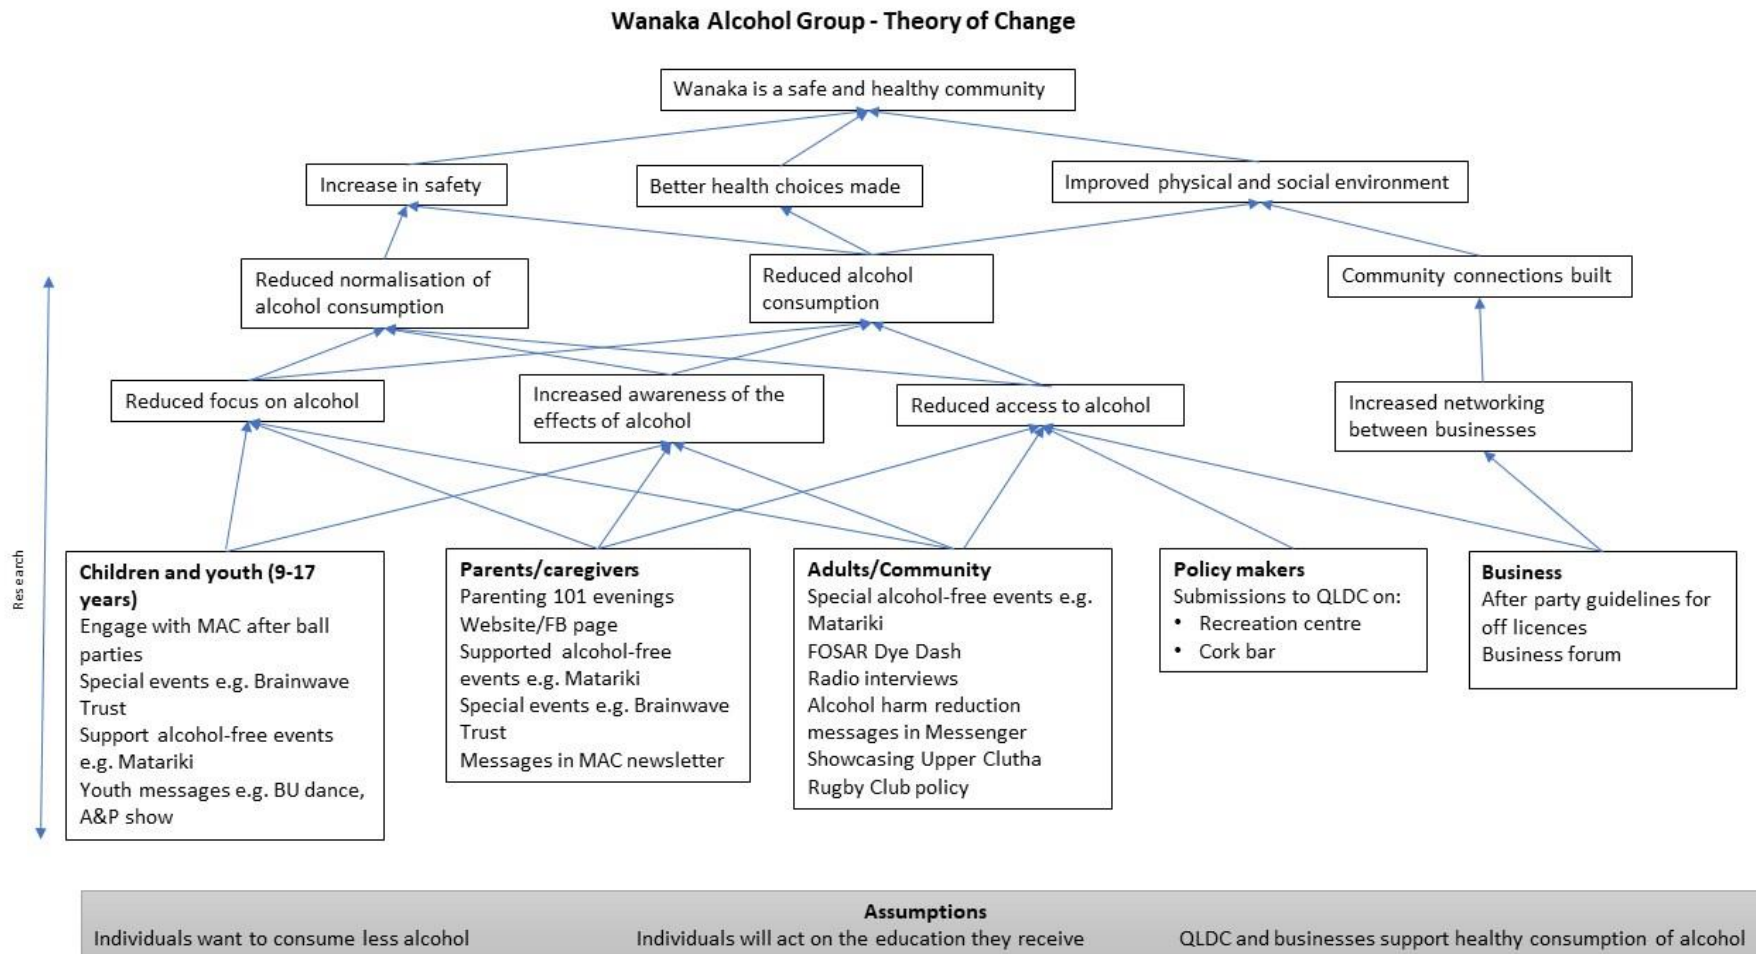 Wanaka Alcohol Group - Theory of Change
Wanaka is a safe and healthy community
Increase in safety
Better health choices made
Improved physical and social environment
Reduced normalisation of
alcohol consumption
Reduced alcohol
consumption
Community connections built
Reduced focus on alcohol
Increased awareness of the
effects of alcohol
Reduced access to alcohol
Increased networking
between businesses
Research
Children and youth (9-17
years)
Engage with MAC after ball
parties
Special events e.g. Brainwave
Trust
Support alcohol-free events
e.g. Matariki
Youth messages e.g. BU dance,
A&P show
Parents/caregivers
Parenting 101 evenings
Website/FB page
Supported alcohol-free
events e.g. Matariki
Special events e.g. Brainwave
Trust
Messages in MAC newsletter
Adults/Community
Special alcohol-free events e.g.
Matariki
FOSAR Dye Dash
Radio interviews
Alcohol harm reduction
messages in Messenger
Showcasing Upper Clutha
Rugby Club policy
Policy makers
Submissions to QLDC on:
• Recreation centre
• Cork bar
Business
After party guidelines for
off licences
Business forum
Assumptions
Individuals want to consume less alcohol
Individuals will act on the education they receive
QLDC and businesses support healthy consumption of alcohol